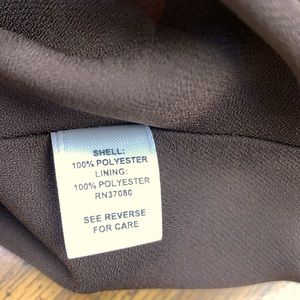 SHELL:
100% POLYESTER
LINING:
100% POLYESTER
RN37080
SEE REVERSE
FOR CARE